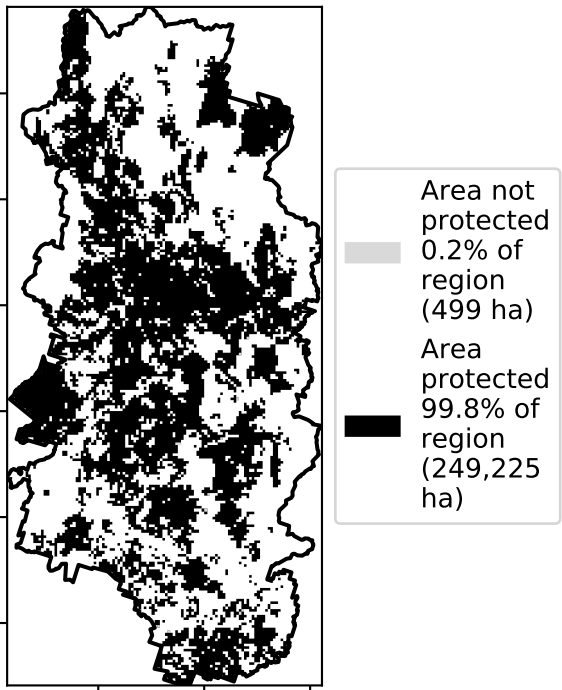 Area not
protected
0.2% of
region
(499 ha)
Area
protected
99.8% of
region
(249,225
ha)